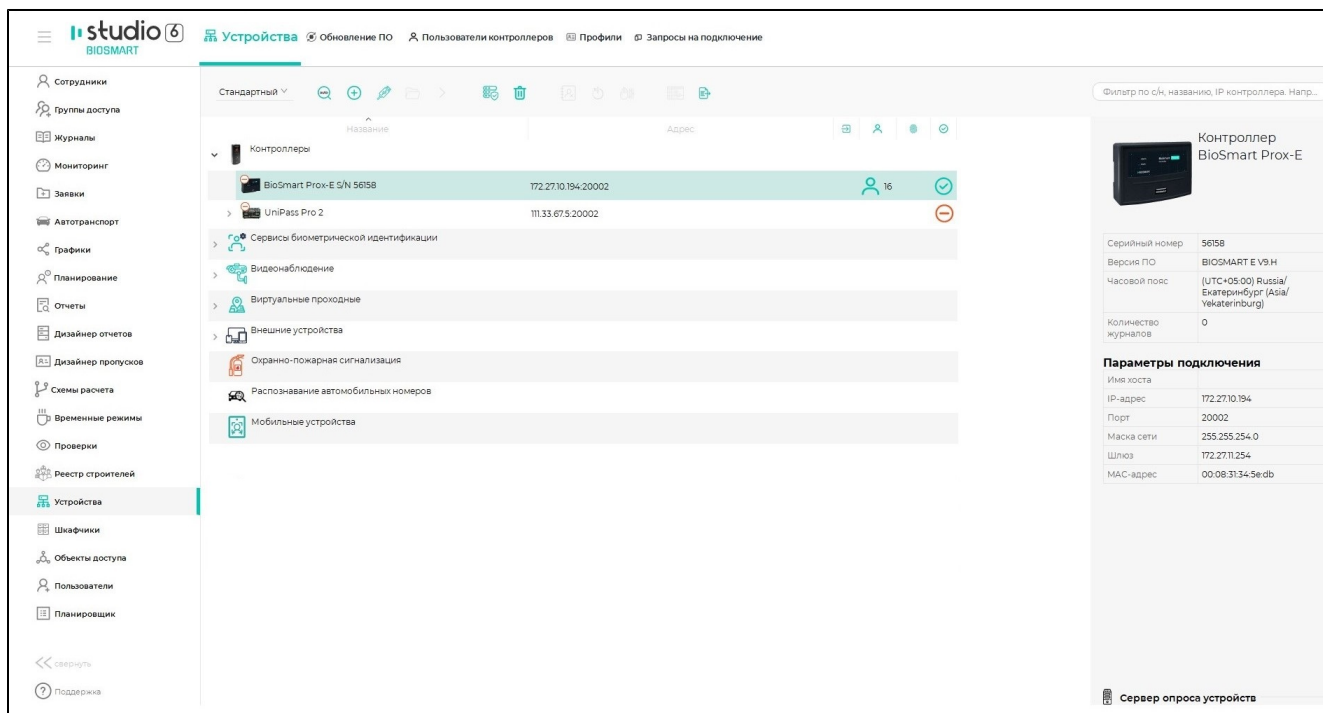 studio 6
BIOSMART
Устройства
Обновление ПО
Пользователи контроллеров
Профили
Запросы на подключение
Сотрудники
Группы доступа
Журналы
Мониторинг
Заявки
Автотранспорт
Графики
Планирование
Отчеты
Дизайнер отчетов
Дизайнер пропусков
Схемы расчета
Временные режимы
Проверки
Реестр строителей
Устройства
Шкафчики
Объекты доступа
Пользователи
Планировщик
свернуть
Поддержка
Стандартный
Название Адрес
Контроллеры
BioSmart Prox-E S/N 56158 172.27.10.194:20002 16
UniPass Pro 2 111.33.67.5:20002
Сервисы биометрической идентификации
Видеонаблюдение
Виртуальные проходные
Внешние устройства
Охранно-пожарная сигнализация
Распознавание автомобильных номеров
Мобильные устройства
Фильтр по с/н, названию, IP контроллера. Напр...
Контроллер
BioSmart Prox-E
Серийный номер 56158
Версия ПО BIOSMART E V9.H
Часовой пояс (UTC+05:00) Russia/
Екатеринбург (Asia/
Yekaterinburg)
Количество 0
журналов
Параметры подключения
Имя хоста
IP-адрес 172.27.10.194
Порт 20002
Маска сети 255.255.254.0
Шлюз 172.27.11.254
MAC-адрес 00:08:31:34:5e:db
Сервер опроса устройств